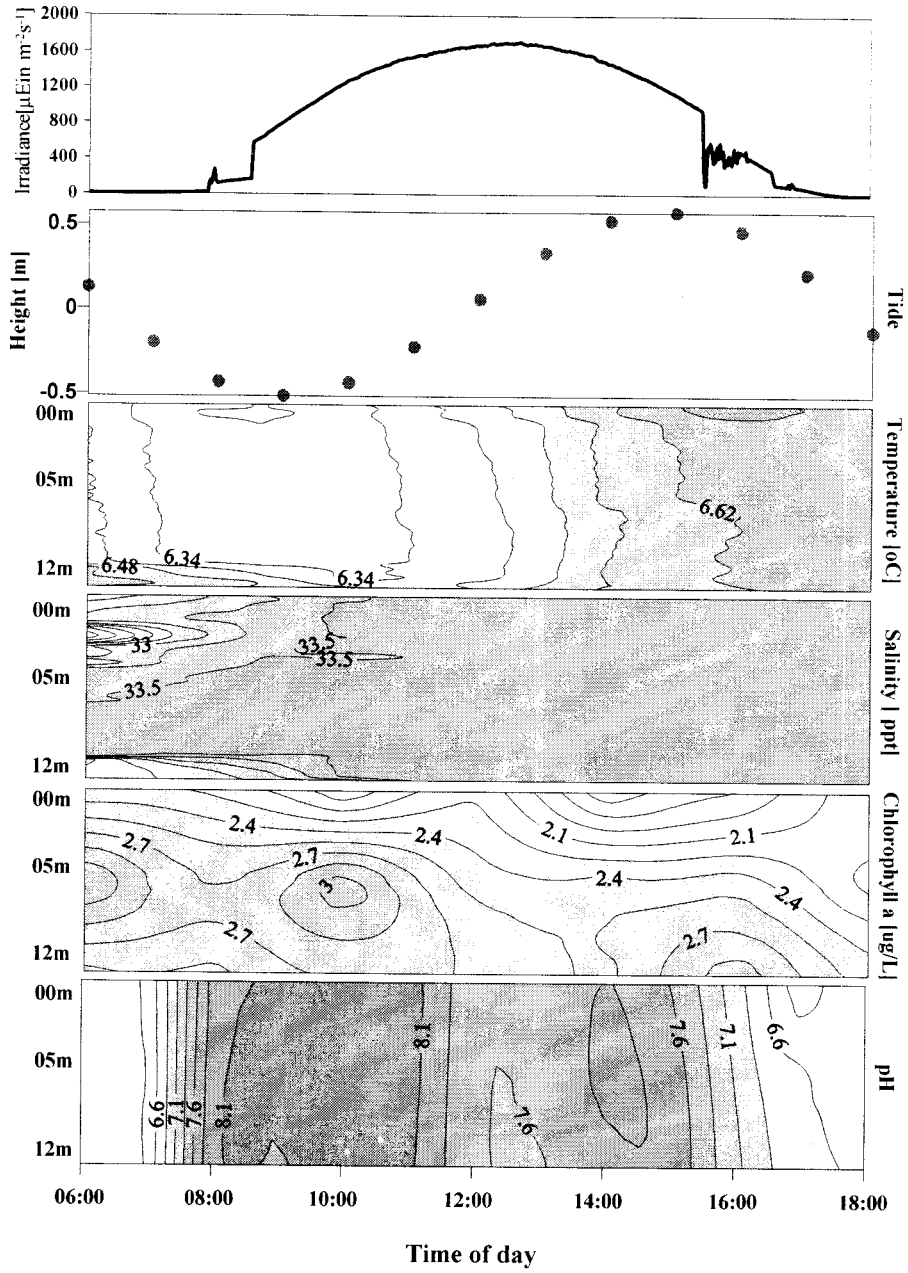 2000
1600
1200
800
400
0
Irradiance[µEin m⁻²s⁻¹]
0.5
0
-0.5
Height [m]
Tide
00m
05m
12m
6.48
6.34
6.34
6.62
Temperature [oC]
00m
05m
12m
33
33.5
33.5
33.5
Salinity [ ppt]
00m
05m
12m
2.4
2.4
2.1
2.1
2.7
2.7
3
2.4
2.4
2.7
2.7
Chlorophyll a [ug/L]
00m
05m
12m
6.6
7.1
7.6
8.1
8.1
7.6
7.6
7.1
6.6
pH
06:00 08:00 10:00 12:00 14:00 16:00 18:00
Time of day